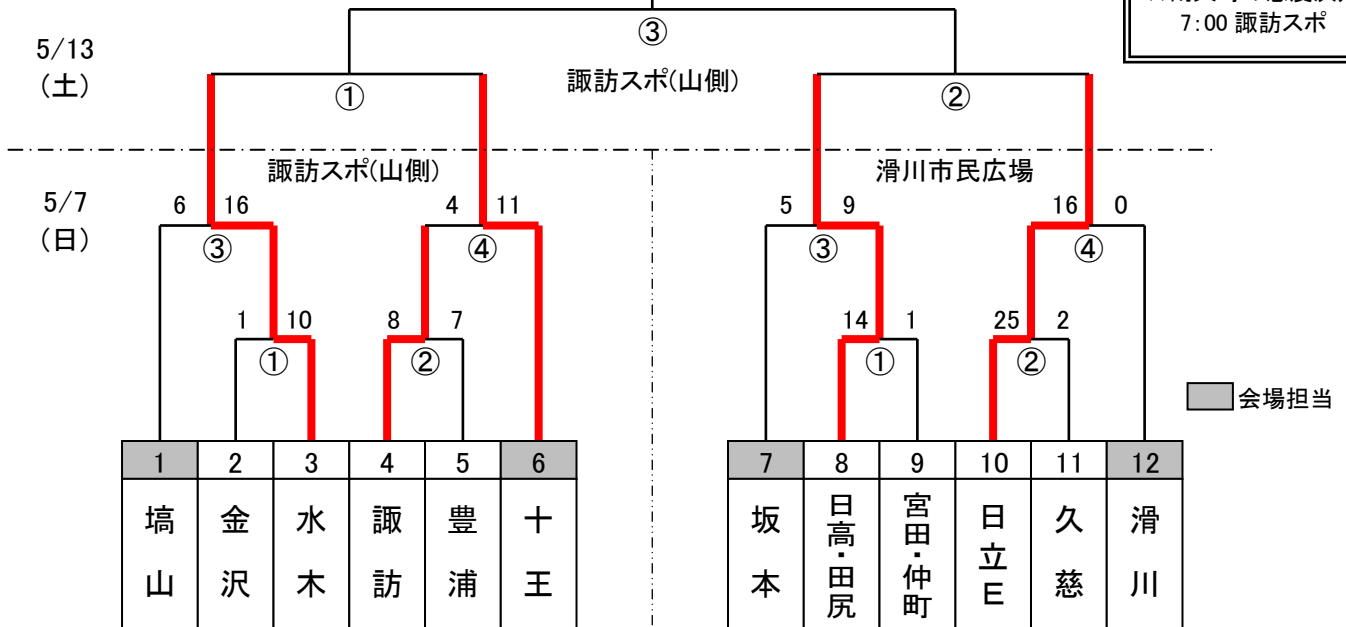 7:00 諏訪スポ
③
5/13
(土)
諏訪スポ(山側)
①
②
諏訪スポ(山側)
滑川市民広場
5/7
(日)
6 16
4 11
5 9
16 0
③
④
③
④
1 10
8 7
14 1
25 2
①
②
①
②
会場担当
1 2 3 4 5 6
7 8 9 10 11 12
塙山
金沢
水木
諏訪
豊浦
十王
坂本
日高・田尻
宮田・仲町
日立E
久慈
滑川